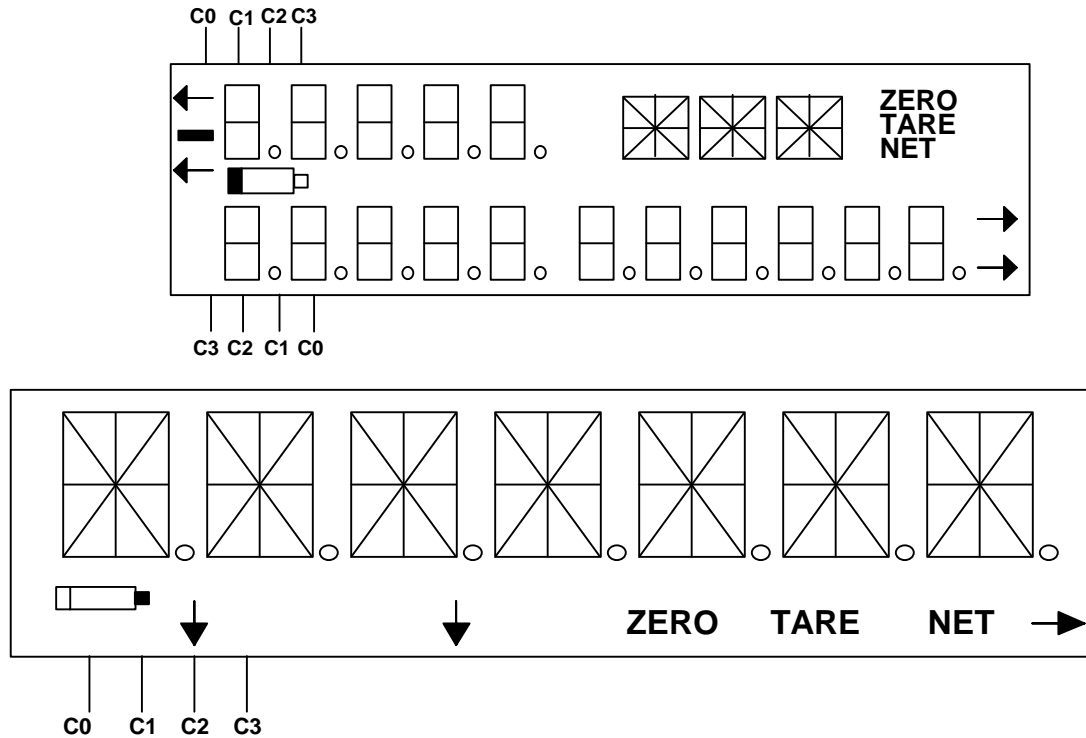 C0 C1 C2 C3
ZERO
TARE
NET
C3 C2 C1 C0
ZERO TARE NET
C0 C1 C2 C3